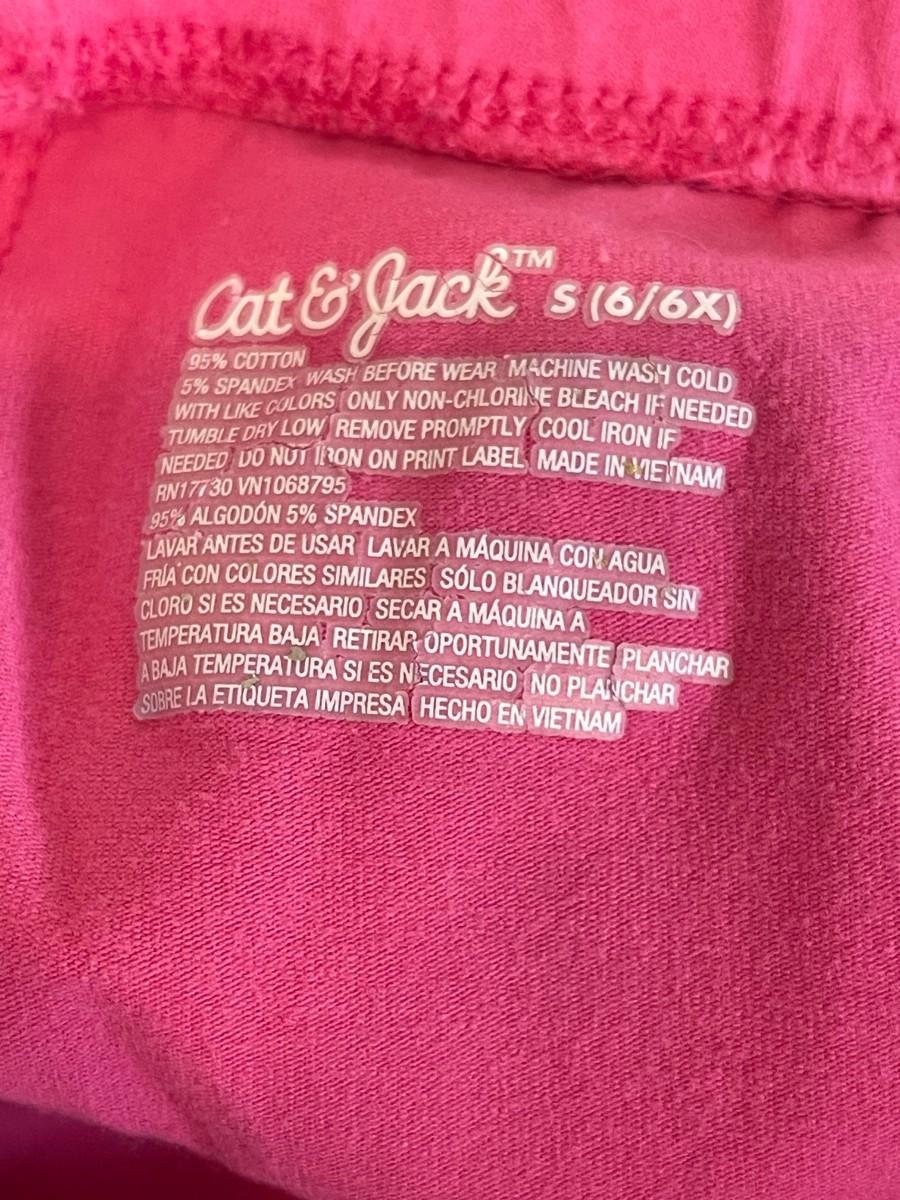 Cat & Jack™ S (6/6X)
95% COTTON
5% SPANDEX WASH BEFORE WEAR MACHINE WASH COLD
WITH LIKE COLORS ONLY NON-CHLORINE BLEACH IF NEEDED
TUMBLE DRY LOW REMOVE PROMPTLY COOL IRON IF
NEEDED DO NOT IRON ON PRINT LABEL MADE IN VIETNAM
RN17730 VN1068795
95% ALGODÓN 5% SPANDEX
LAVAR ANTES DE USAR LAVAR A MÁQUINA CON AGUA
FRÍA CON COLORES SIMILARES SÓLO BLANQUEADOR SIN
CLORO SI ES NECESARIO SECAR A MÁQUINA A
TEMPERATURA BAJA RETIRAR OPORTUNAMENTE PLANCHAR
A BAJA TEMPERATURA SI ES NECESARIO NO PLANCHAR
SOBRE LA ETIQUETA IMPRESA HECHO EN VIETNAM